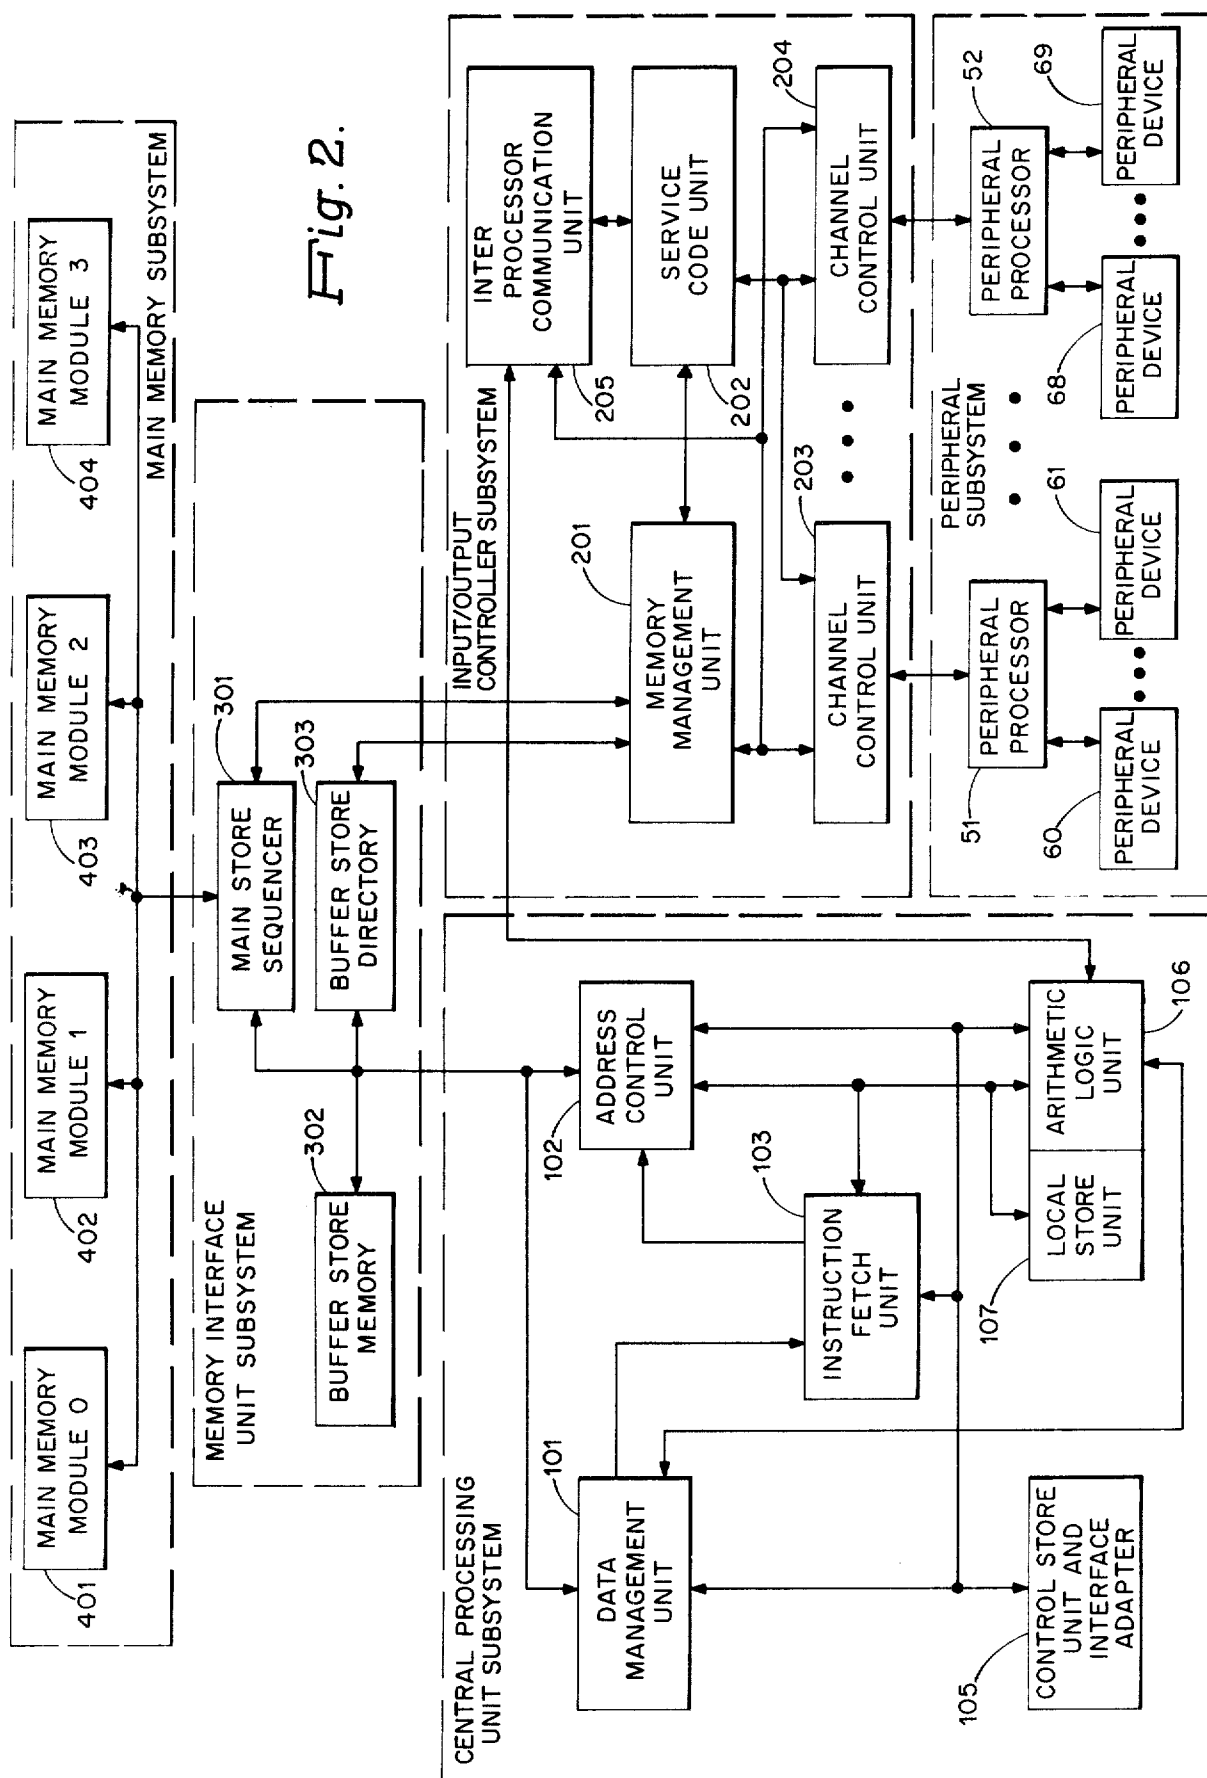 MAIN MEMORY
MODULE 0
401
MAIN MEMORY
MODULE 1
402
MAIN MEMORY
MODULE 2
403
MAIN MEMORY
MODULE 3
404
MAIN MEMORY SUBSYSTEM
Fig. 2.
MEMORY INTERFACE
UNIT SUBSYSTEM
MAIN STORE
SEQUENCER
301
BUFFER STORE
MEMORY
302
BUFFER STORE
DIRECTORY
303
CENTRAL PROCESSING
UNIT SUBSYSTEM
DATA
MANAGEMENT
UNIT
101
ADDRESS
CONTROL
UNIT
102
INSTRUCTION
FETCH
UNIT
103
CONTROL STORE
UNIT AND
INTERFACE
ADAPTER
105
LOCAL
STORE
UNIT
107
ARITHMETIC
LOGIC
UNIT
106
INPUT/OUTPUT
CONTROLLER SUBSYSTEM
INTER
PROCESSOR
COMMUNICATION
UNIT
205
MEMORY
MANAGEMENT
UNIT
201
SERVICE
CODE UNIT
202
CHANNEL
CONTROL UNIT
203
CHANNEL
CONTROL UNIT
204
PERIPHERAL
SUBSYSTEM
PERIPHERAL
PROCESSOR
51
PERIPHERAL
PROCESSOR
52
PERIPHERAL
DEVICE
60
PERIPHERAL
DEVICE
61
PERIPHERAL
DEVICE
68
PERIPHERAL
DEVICE
69